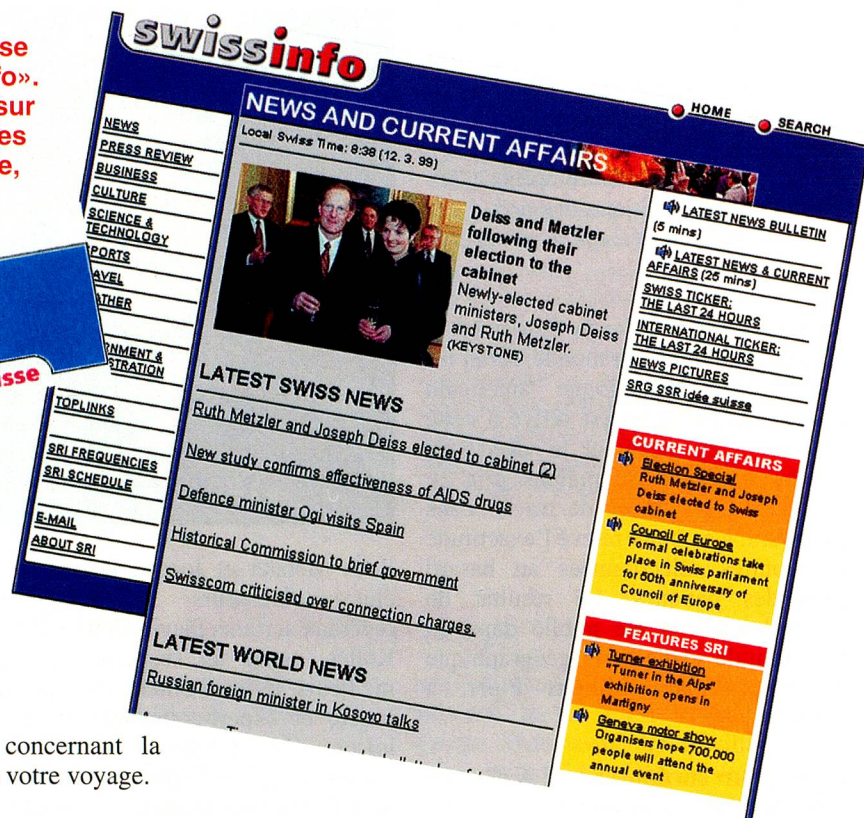 se
fo».
sur
es
e,
swissinfo
HOME
SEARCH
NEWS AND CURRENT AFFAIRS
Local Swiss Time: 8:38 (12. 3. 99)
NEWS
PRESS REVIEW
BUSINESS
CULTURE
SCIENCE &
TECHNOLOGY
PORTS
AVEL
ATHER
RNMENT &
STRATION
sse
TOPLINKS
SRI FREQUENCIES
SRI SCHEDULE
E-MAIL
ABOUT SRI
Deiss and Metzler
following their
election to the
cabinet
Newly-elected cabinet
ministers, Joseph Deiss
and Ruth Metzler.
(KEYSTONE)
LATEST SWISS NEWS
Ruth Metzler and Joseph Deiss elected to cabinet (2)
New study confirms effectiveness of AIDS drugs
Defence minister Ogi visits Spain
Historical Commission to brief government
Swisscom criticised over connection charges.
LATEST WORLD NEWS
Russian foreign minister in Kosovo talks
LATEST NEWS BULLETIN
(5 mins)
LATEST NEWS & CURRENT
AFFAIRS (25 mins)
SWISS TICKER:
THE LAST 24 HOURS
INTERNATIONAL TICKER:
THE LAST 24 HOURS
NEWS PICTURES
SRG SSR idée suisse
CURRENT AFFAIRS
Election Special
Ruth Metzler and Joseph
Deiss elected to Swiss
cabinet
Council of Europe
Formal celebrations take
place in Swiss parliament
for 50th anniversary of
Council of Europe
FEATURES SRI
Turner exhibition
"Turner in the Alps"
exhibition opens in
Martigny
Geneva motor show
Organisers hope 700,000
people will attend the
annual event
concernant la
votre voyage.